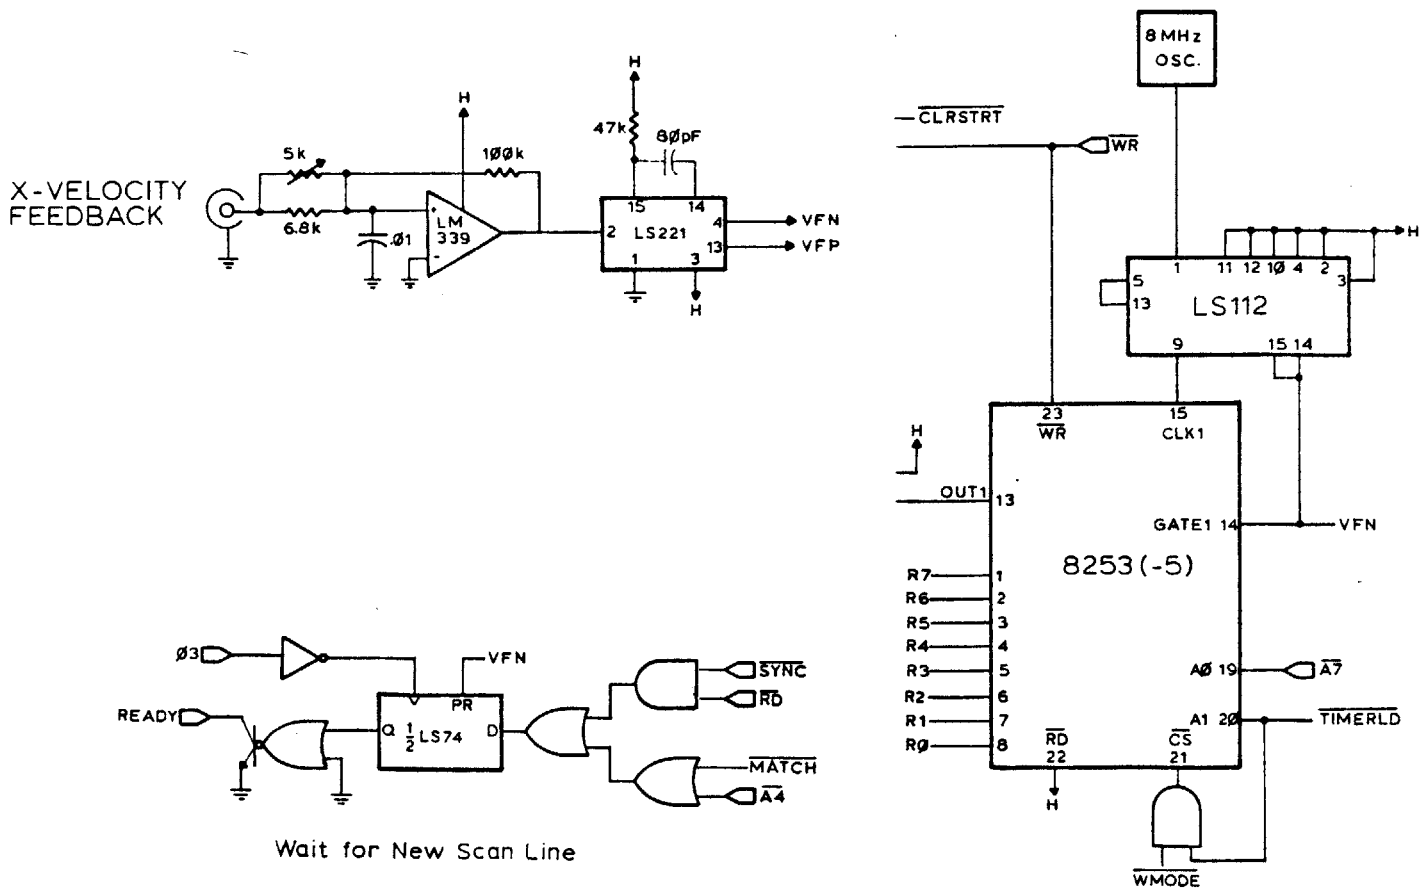 X-VELOCITY
FEEDBACK
5k
6.8k
.01
H
LM
339
+
-
100k
H
47k
80pF
15
14
2
LS221
4
13
1
3
VFN
VFP
H
8MHz
OSC.
CLRSTRT
WR
H
1
11
12
10
4
2
3
5
13
LS112
9
15
14
H
OUT1
23
WR
15
CLK1
13
GATE1
14
VFN
8253(-5)
R7
1
R6
2
R5
3
R4
4
R3
5
R2
6
R1
7
R0
8
A0
19
A7
A1
20
TIMERLD
RD
22
H
CS
21
WMODE
Ø3
VFN
READY
PR
Q
1/2
LS74
D
SYNC
RD
MATCH
A4
Wait for New Scan Line